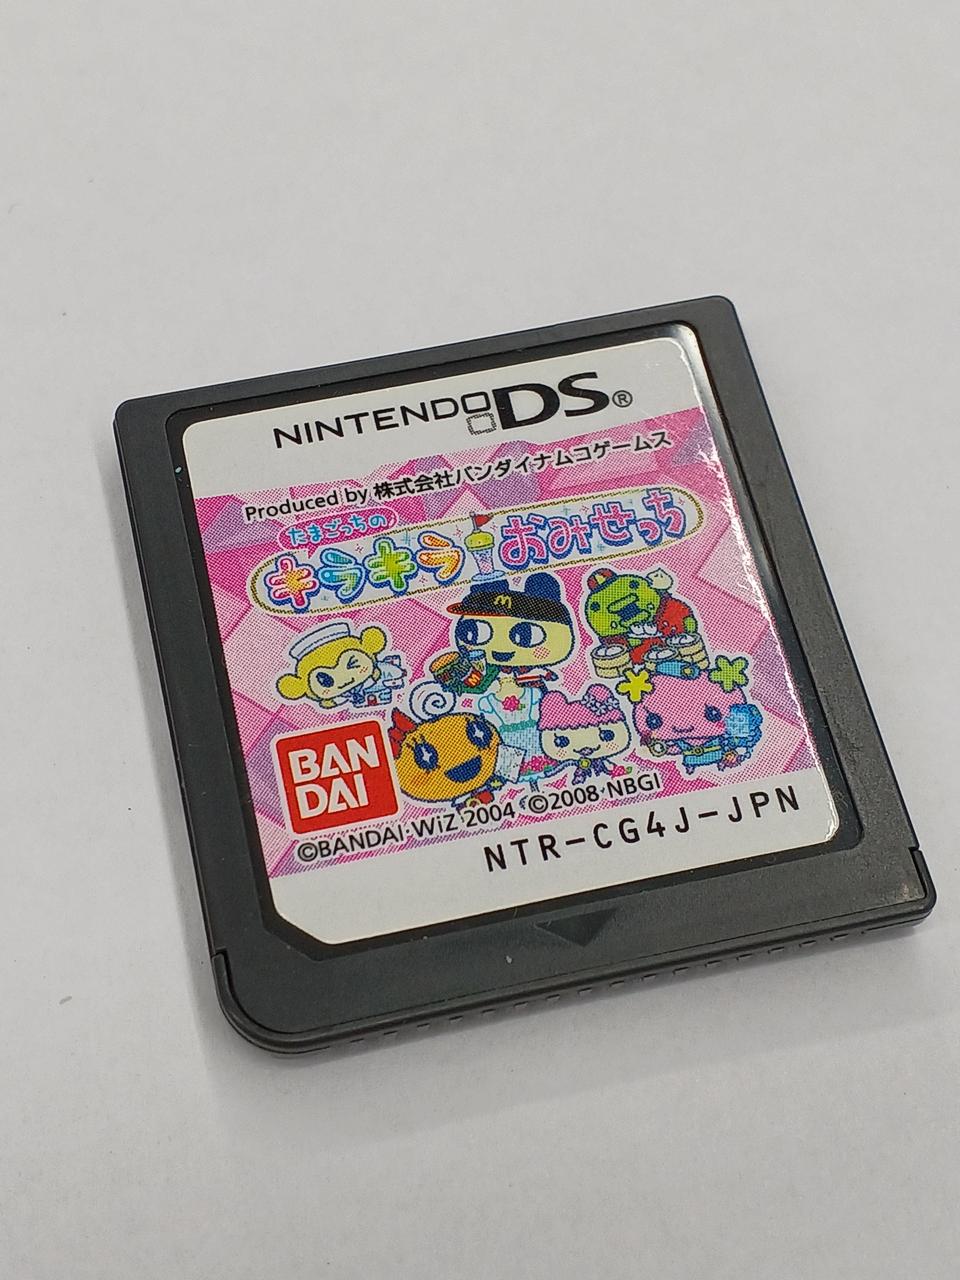 NINTENDO DS®
Produced by 株式会社バンダイナムコゲームス
たまごっちの
キラキラおみせっち
M
M
BAN
DAI
©BANDAI・WiZ 2004 ©2008 NBGI
NTR-CG4J-JPN